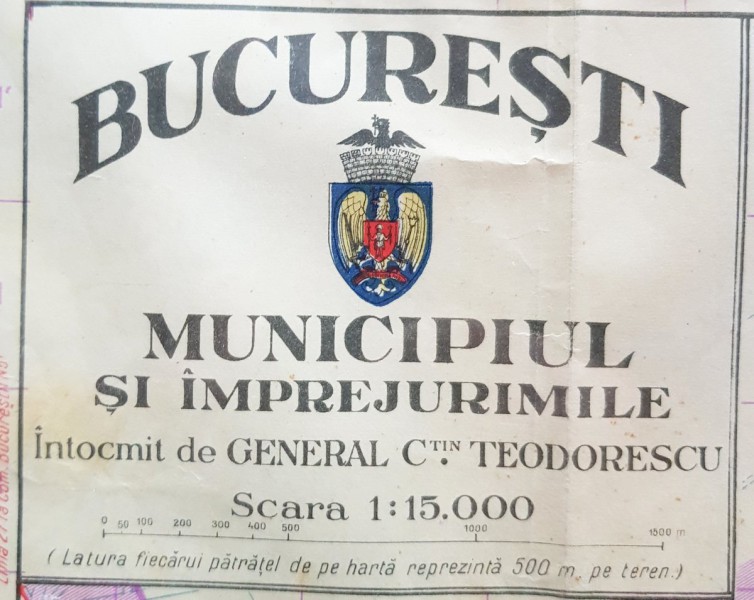 BUCUREȘTI
MUNICIPIUL
ȘI ÎMPREJURIMILE
Întocmit de GENERAL CTIN. TEODORESCU
Scara 1:15.000
0 50 100 200 300 400 500 1000 1500 m
(Latura fiecărui pătrățel de pe hartă reprezintă 500 m. pe teren.)